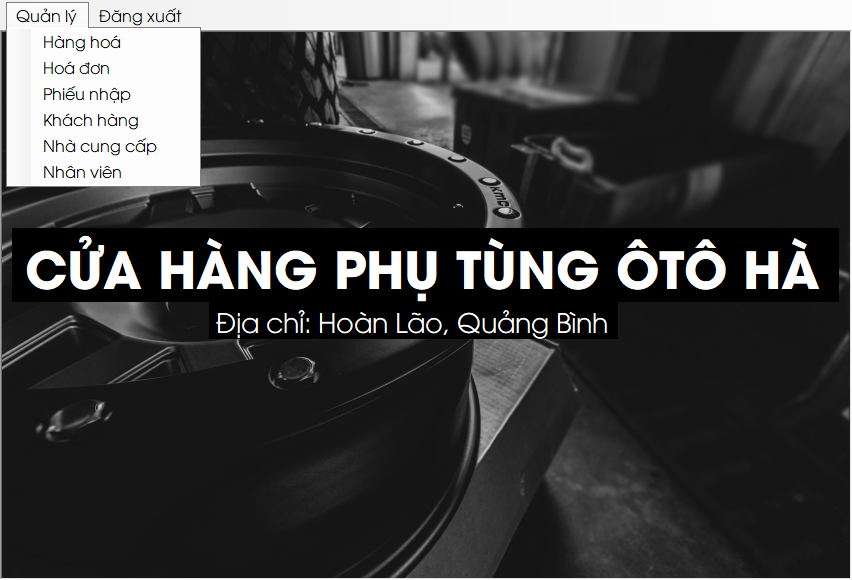 Quản lý Đăng xuất
Hàng hoá
Hoá đơn
Phiếu nhập
Khách hàng
Nhà cung cấp
Nhân viên
KMC
CỬA HÀNG PHỤ TÙNG ÔTÔ HÀ
Địa chỉ: Hoàn Lão, Quảng Bình